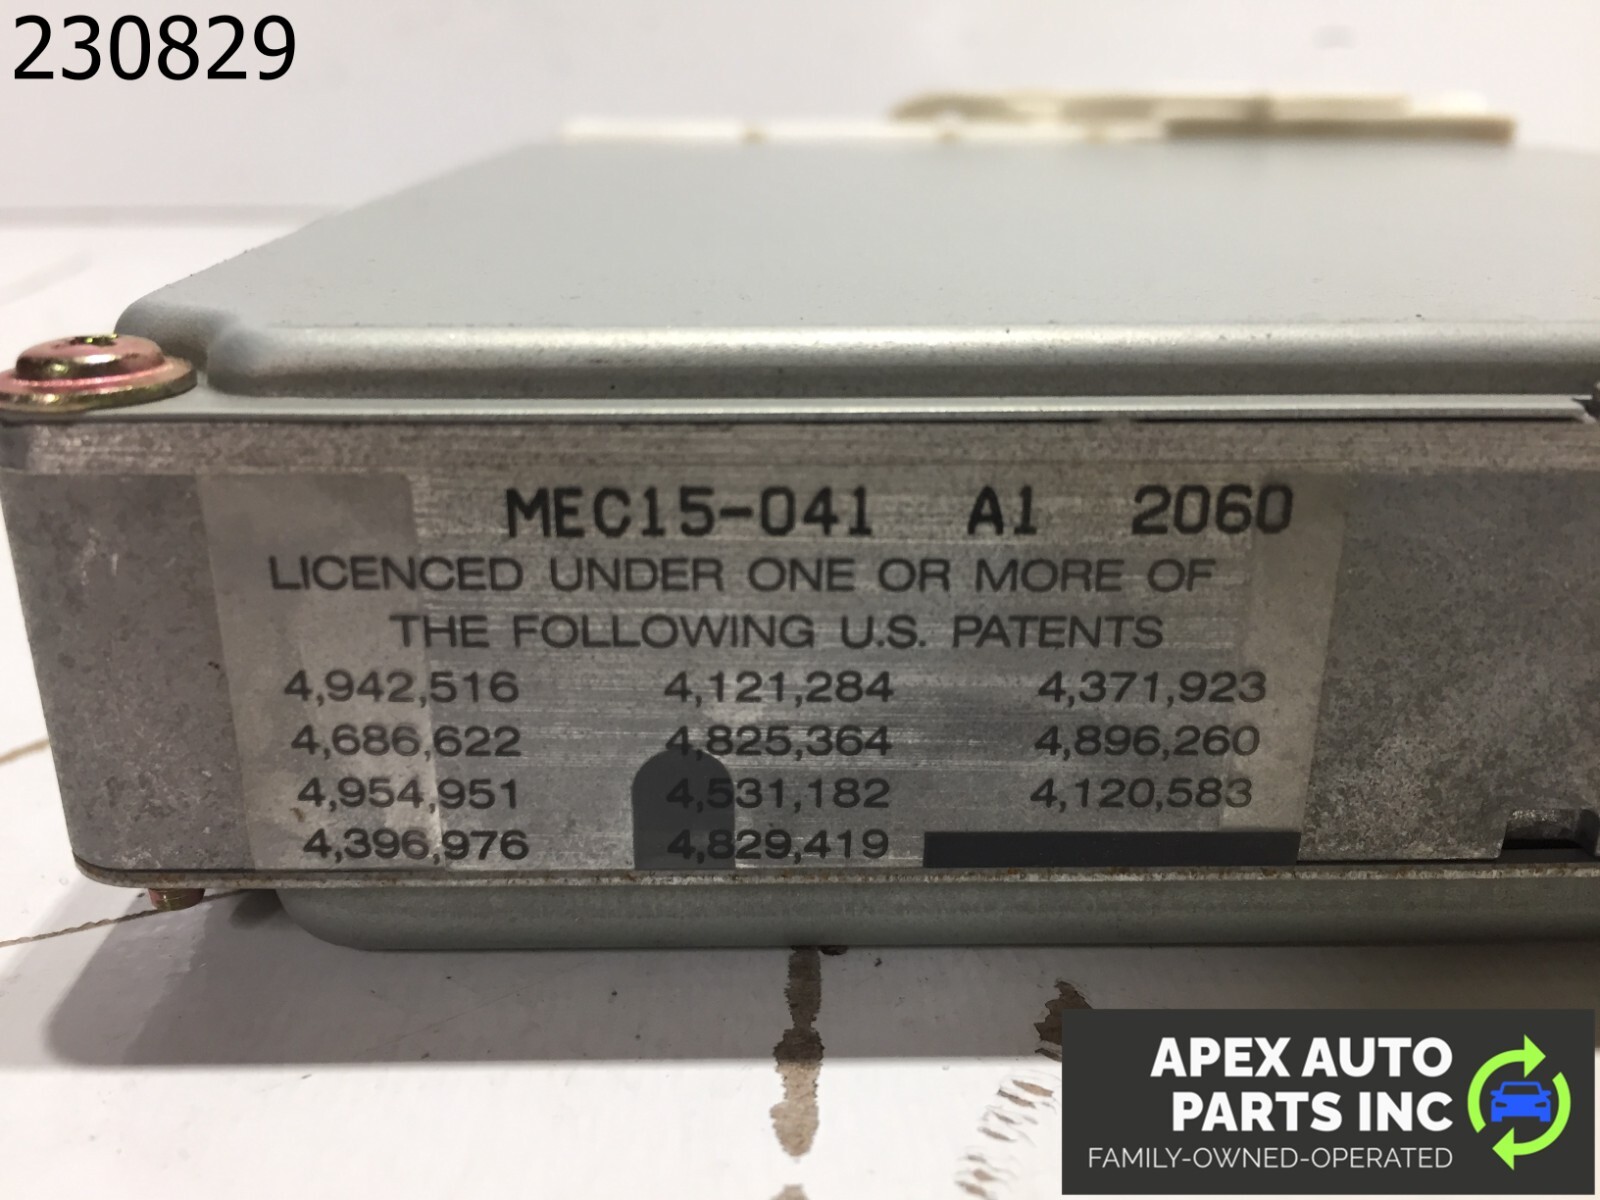 230829
MEC15-041 A1 2060
LICENCED UNDER ONE OR MORE OF
THE FOLLOWING U.S. PATENTS
4,942,516 4,121,284 4,371,923
4,686,622 4,825,364 4,896,260
4,954,951 4,531,182 4,120,583
4,396,976 4,829,419
APEX AUTO
PARTS INC
FAMILY-OWNED-OPERATED